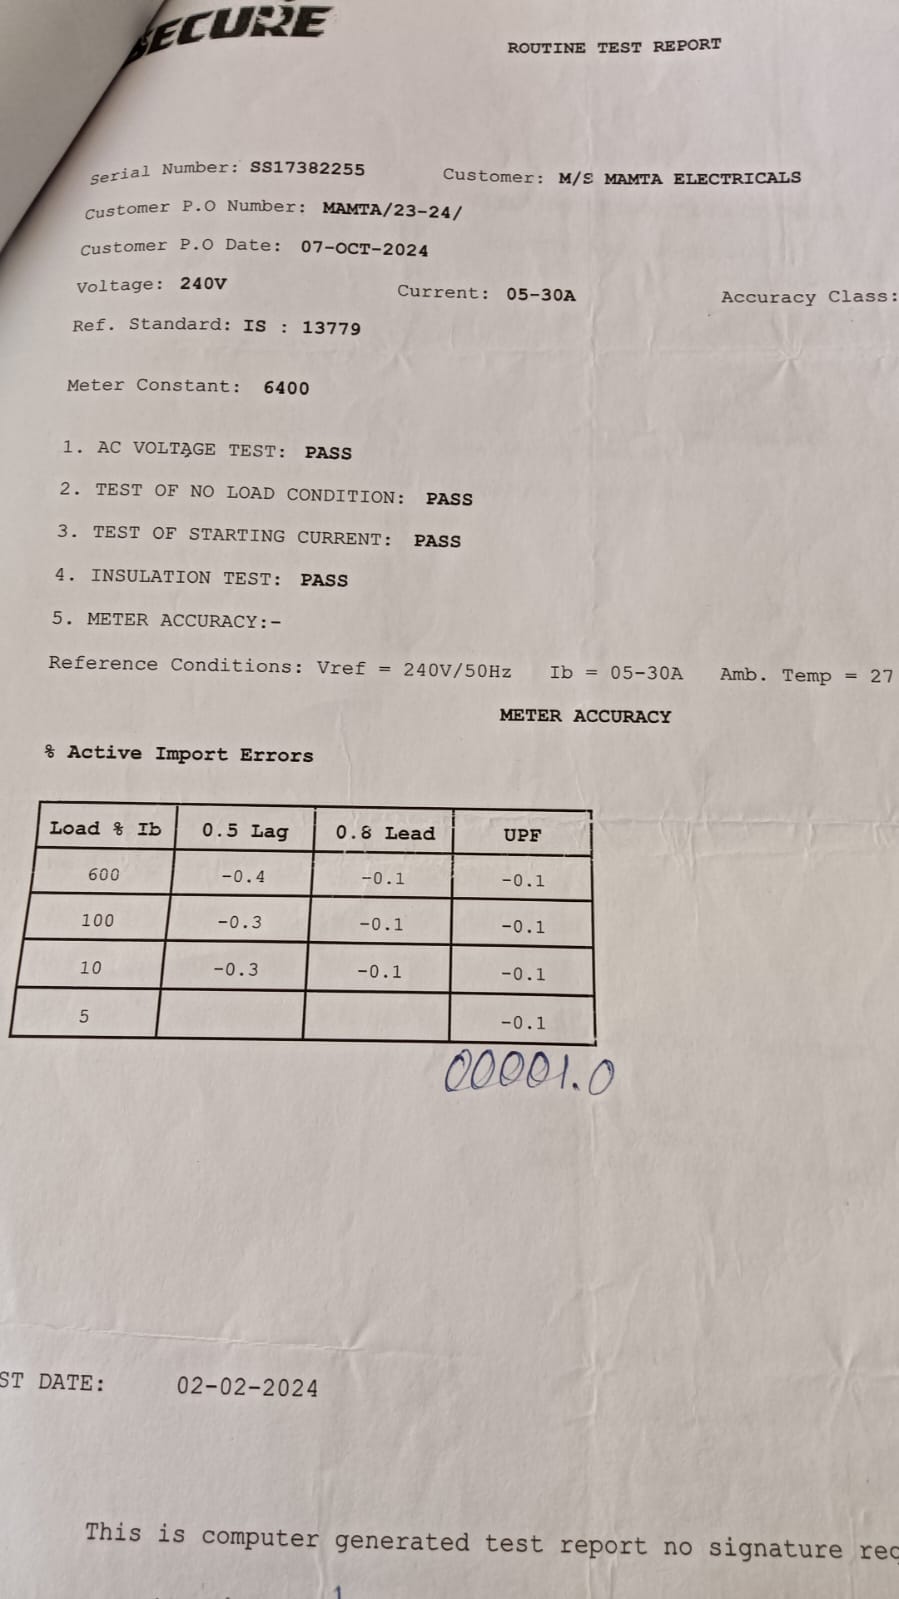 SECURE
ROUTINE TEST REPORT
Serial Number: SS17382255 Customer: M/S MAMTA ELECTRICALS
Customer P.O Number: MAMTA/23-24/
Customer P.O Date: 07-OCT-2024
Voltage: 240V Current: 05-30A Accuracy Class:
Ref. Standard: IS : 13779
Meter Constant: 6400
1. AC VOLTAGE TEST: PASS
2. TEST OF NO LOAD CONDITION: PASS
3. TEST OF STARTING CURRENT: PASS
4. INSULATION TEST: PASS
5. METER ACCURACY:-
Reference Conditions: Vref = 240V/50Hz Ib = 05-30A Amb. Temp = 27
METER ACCURACY
% Active Import Errors
Load % Ib 0.5 Lag 0.8 Lead UPF
600 -0.4 -0.1 -0.1
100 -0.3 -0.1 -0.1
10 -0.3 -0.1 -0.1
5 -0.1
00001.0
ST DATE: 02-02-2024
This is computer generated test report no signature req